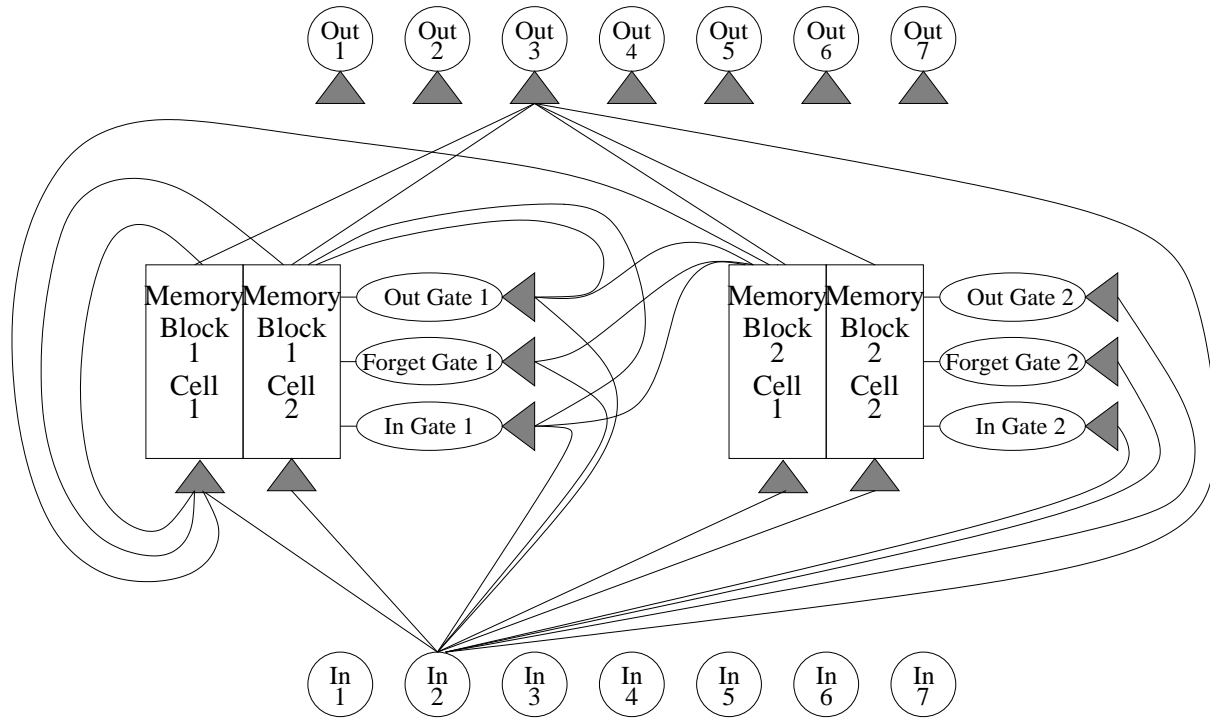 Out
1
Out
2
Out
3
Out
4
Out
5
Out
6
Out
7
Memory
Block
1
Cell
1
Memory
Block
1
Cell
2
Out Gate 1
Forget Gate 1
In Gate 1
Memory
Block
2
Cell
1
Memory
Block
2
Cell
2
Out Gate 2
Forget Gate 2
In Gate 2
In
1
In
2
In
3
In
4
In
5
In
6
In
7